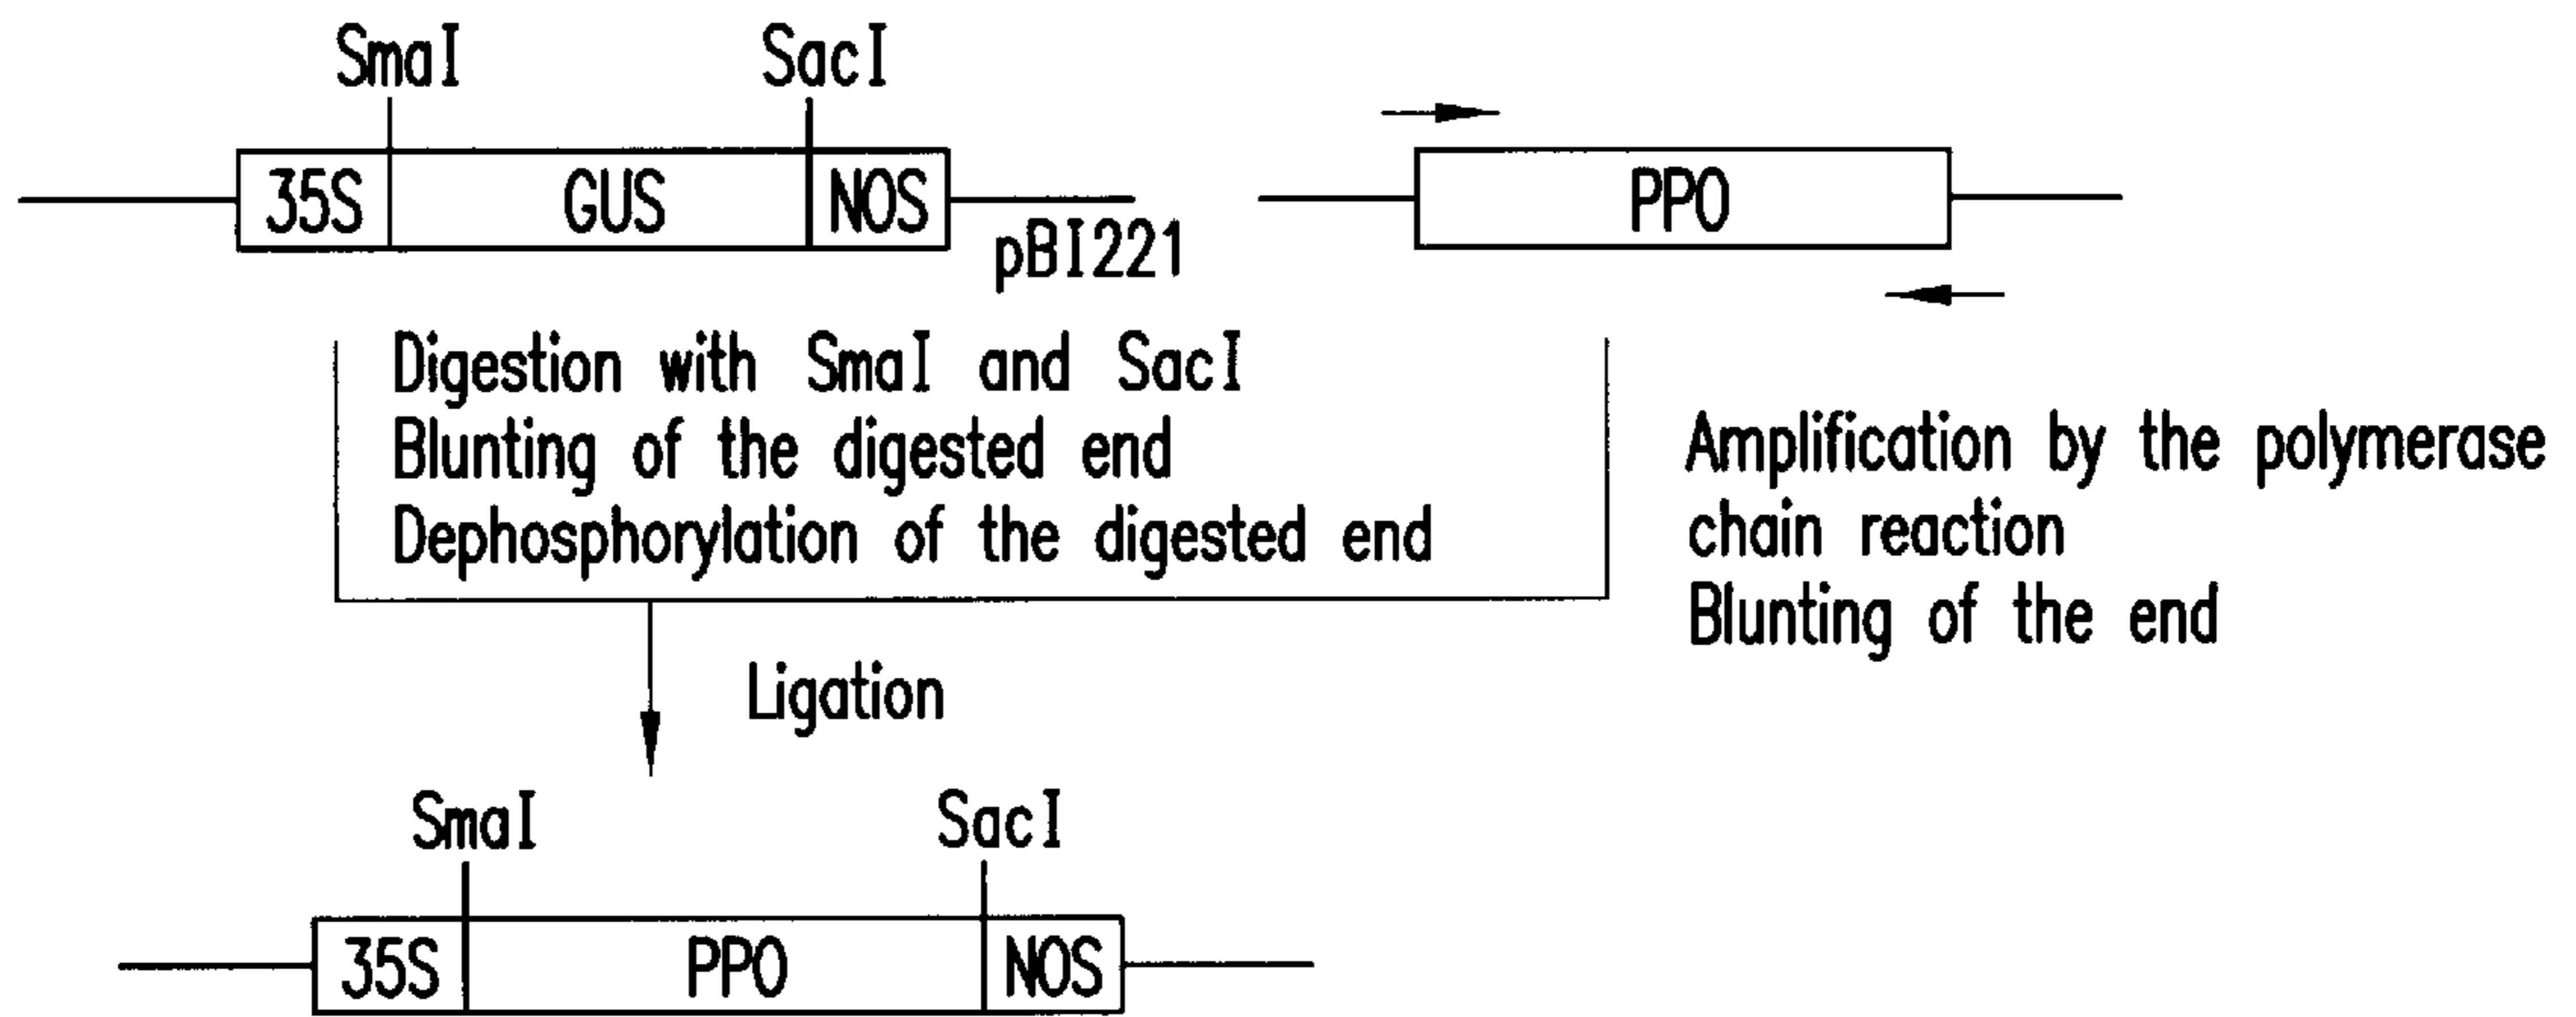 SmaI SacI
35S GUS NOS
pBI221
PPO
Digestion with SmaI and SacI
Blunting of the digested end
Dephosphorylation of the digested end
Amplification by the polymerase
chain reaction
Blunting of the end
Ligation
SmaI SacI
35S PPO NOS